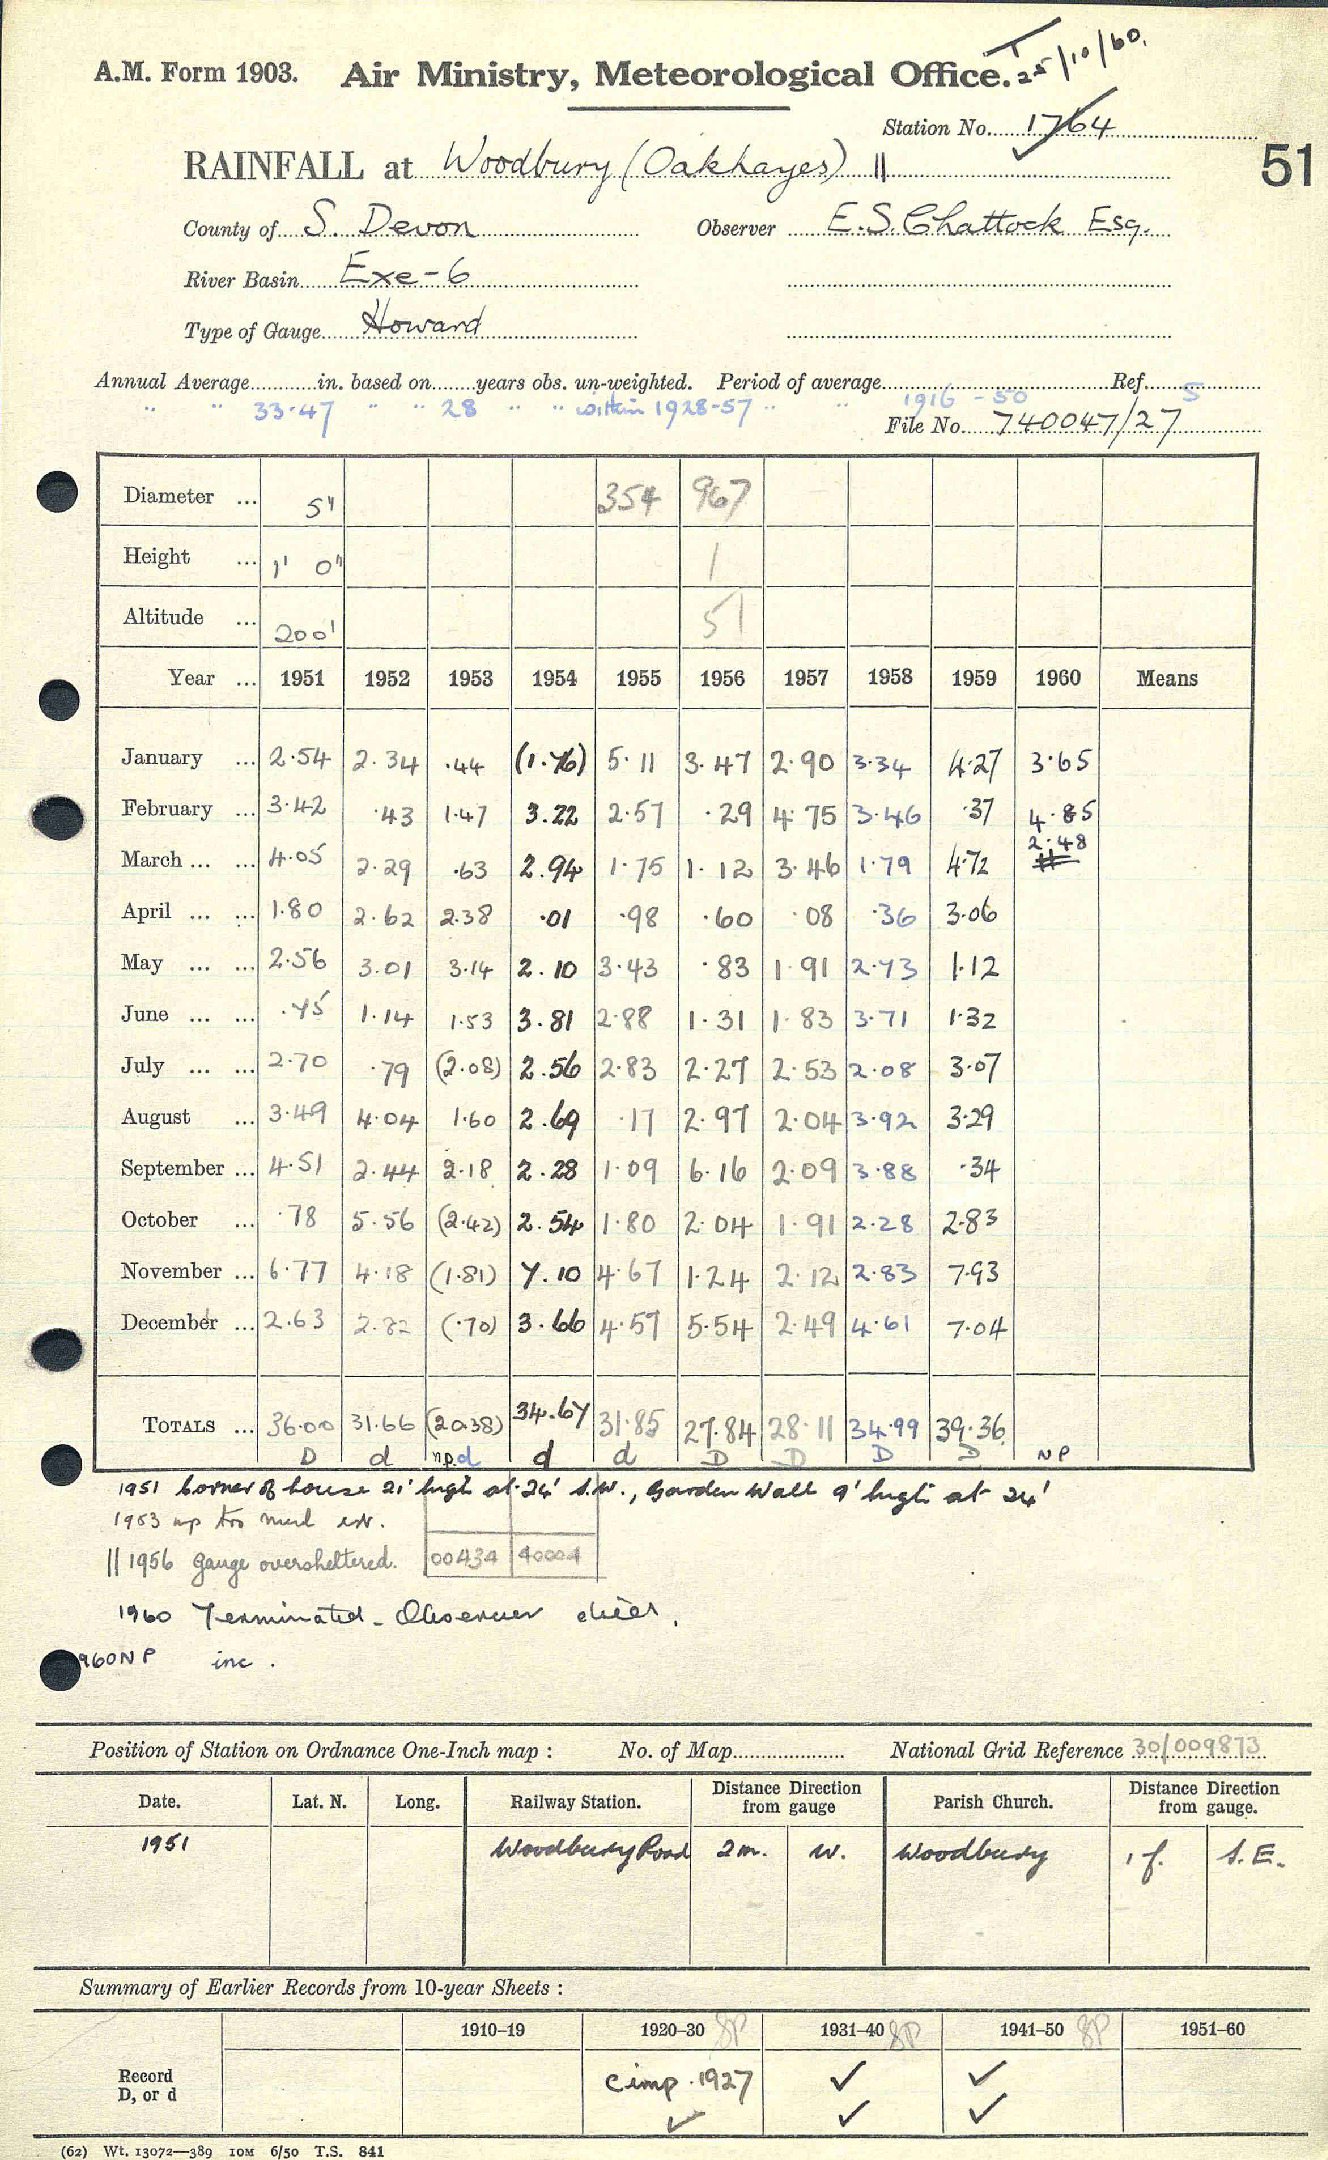 T 25/10/60.
A.M. Form 1903. Air Ministry, Meteorological Office.
Station No. 1764
51
RAINFALL at Woodbury (Oakhayes) ||
County of S. Devon Observer E.S. Chattock Esq.
River Basin Exe-6
Type of Gauge Howard
Annual Average in. based on years obs. un-weighted. Period of average Ref.
" " 33.47 " " 28 " " within 1928-57 " " 1916-50 5
File No. 740047/27
Diameter ... 5" 354 967
Height ... 1' 0" 1
Altitude ... 200' 51
Year ... 1951 1952 1953 1954 1955 1956 1957 1958 1959 1960 Means
January ... 2.54 2.34 .44 (1.76) 5.11 3.47 2.90 3.34 4.27 3.65
February ... 3.42 .43 1.47 3.22 2.57 .29 4.75 3.46 .37 4.85
March ... ... 4.05 2.29 .63 2.94 1.75 1.12 3.46 1.79 4.72 2.48
April ... ... 1.80 2.62 2.38 .01 .98 .60 .08 .36 3.06
May ... ... 2.56 3.01 3.14 2.10 3.43 .83 1.91 2.73 1.12
June ... ... .75 1.14 1.53 3.81 2.88 1.31 1.83 3.71 1.32
July ... ... 2.70 .79 (2.08) 2.56 2.83 2.27 2.53 2.08 3.07
August ... 3.49 4.04 1.60 2.69 .17 2.97 2.04 3.92 3.29
September ... 4.51 2.44 2.18 2.28 1.09 6.16 2.09 3.88 .34
October ... .78 5.56 (2.42) 2.54 1.80 2.04 1.91 2.28 2.83
November ... 6.77 4.18 (1.81) 7.10 4.67 1.24 2.12 2.83 7.93
December ... 2.63 2.82 (.70) 3.66 4.57 5.54 2.49 4.61 7.04
TOTALS ... 36.00 31.66 (20.38) 34.67 31.85 27.84 28.11 34.99 39.36
D d n.p.d d d D D D D NP
1951 Corner of house 21' high at 24' S.W., Garden Wall 9' high at 24'
1953 np too much est.
|| 1956 Gauge oversheltered. 00434 40004
1960 Terminated - Observer died.
1960 NP inc.
Position of Station on Ordnance One-Inch map : No. of Map National Grid Reference 30/009873
Date. Lat. N. Long. Railway Station. Distance Direction from gauge Parish Church. Distance Direction from gauge.
1951 Woodbury Road 2m. W. Woodbury 1 f. S.E.
Summary of Earlier Records from 10-year Sheets :
1910–19 1920–30 8P 1931–40 8P 1941–50 8P 1951–60
Record D, or d Cimp. 1927 ✓ ✓
✓ ✓ ✓
(62) Wt. 13072—389 10M 6/50 T.S. 841